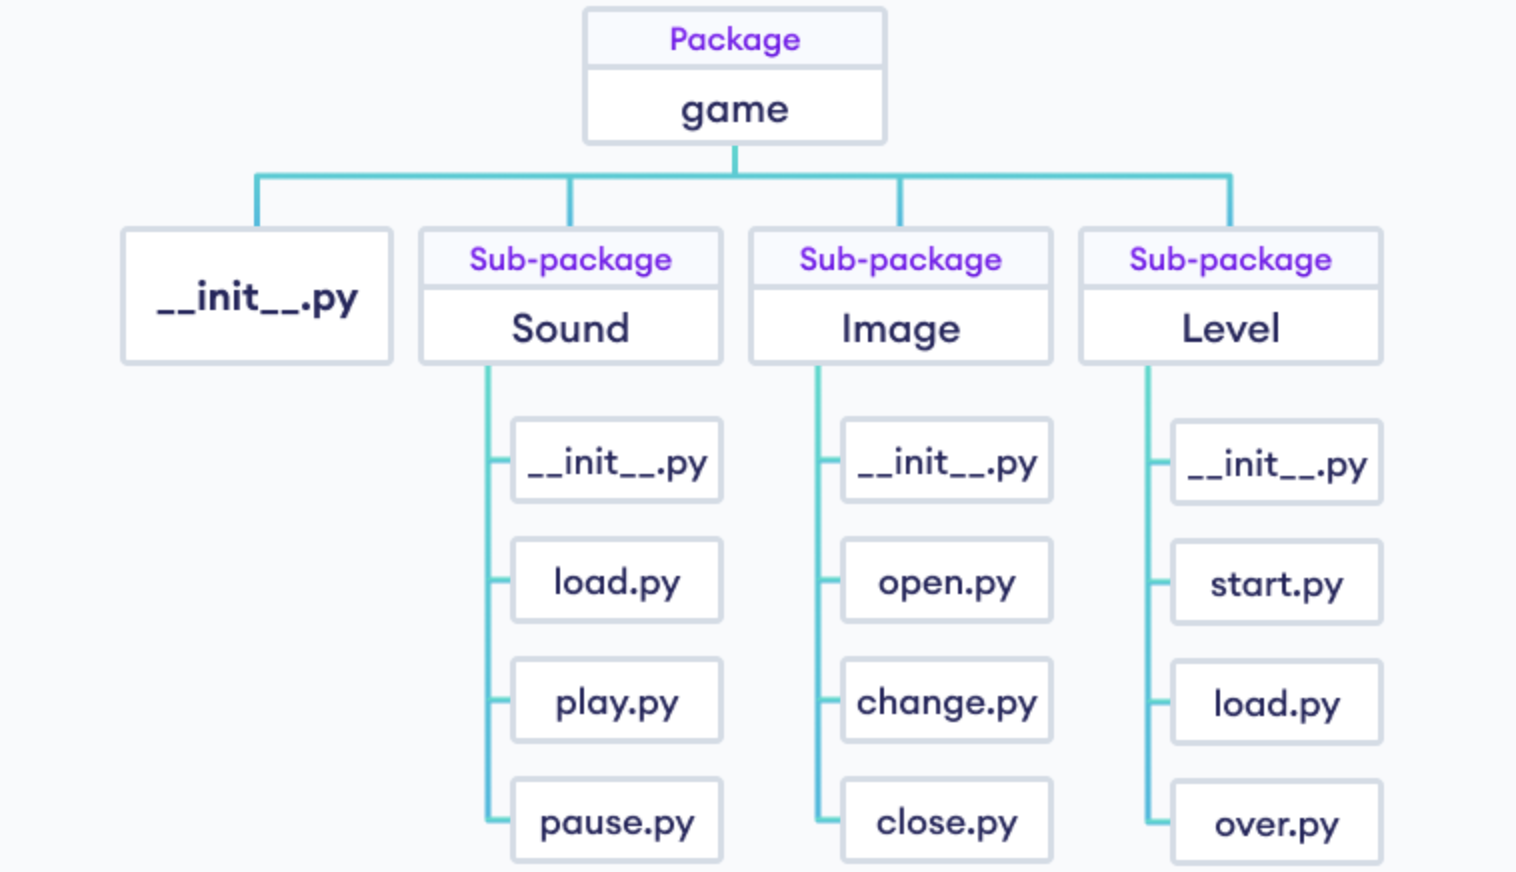 Package
game
__init__.py
Sub-package
Sound
__init__.py
load.py
play.py
pause.py
Sub-package
Image
__init__.py
open.py
change.py
close.py
Sub-package
Level
__init__.py
start.py
load.py
over.py